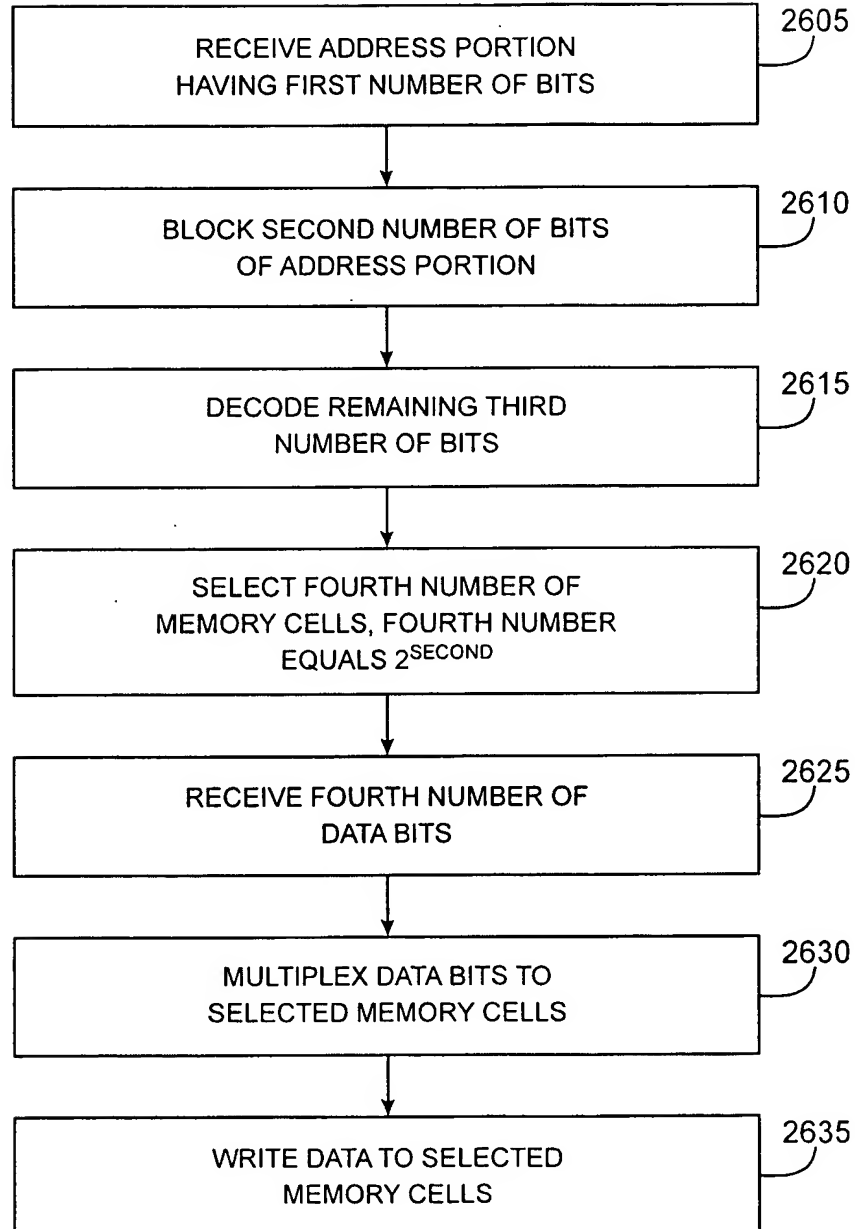 2605
RECEIVE ADDRESS PORTION
HAVING FIRST NUMBER OF BITS
2610
BLOCK SECOND NUMBER OF BITS
OF ADDRESS PORTION
2615
DECODE REMAINING THIRD
NUMBER OF BITS
2620
SELECT FOURTH NUMBER OF
MEMORY CELLS, FOURTH NUMBER
EQUALS 2^SECOND
2625
RECEIVE FOURTH NUMBER OF
DATA BITS
2630
MULTIPLEX DATA BITS TO
SELECTED MEMORY CELLS
2635
WRITE DATA TO SELECTED
MEMORY CELLS